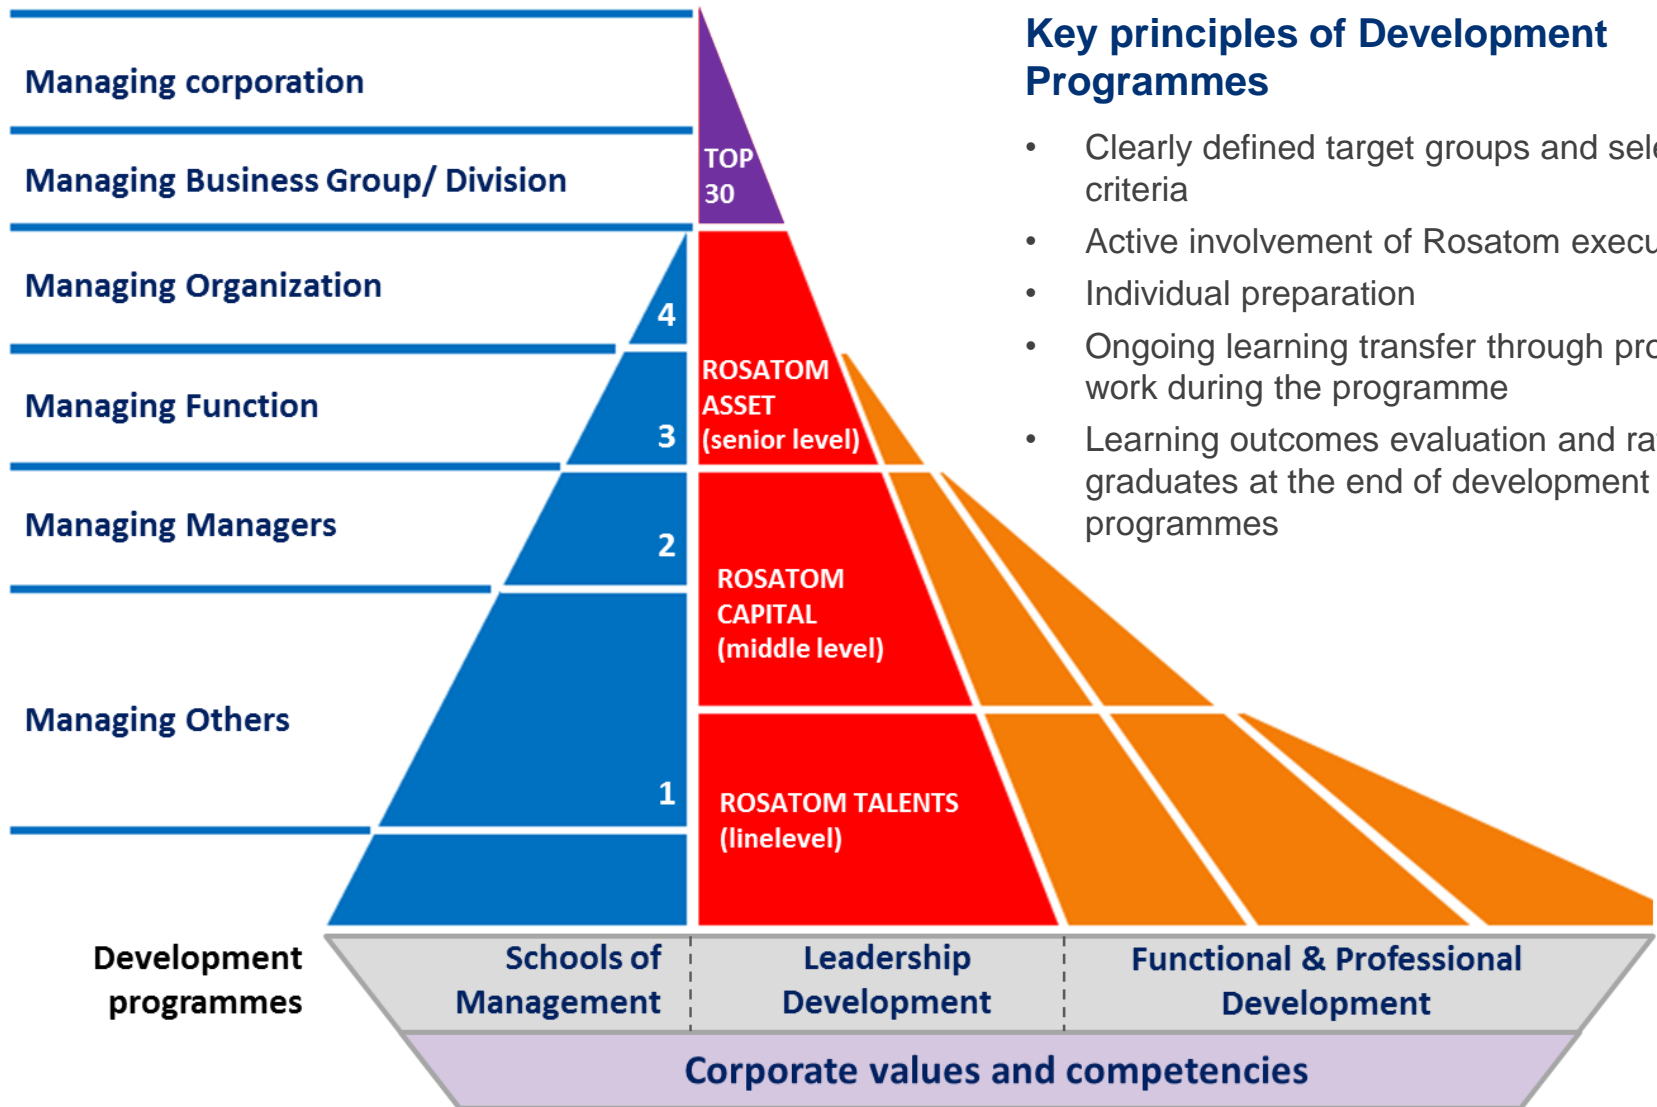 Managing corporation
Managing Business Group/ Division
Managing Organization
Managing Function
Managing Managers
Managing Others
TOP
30
4
3
2
1
ROSATOM
ASSET
(senior level)
ROSATOM
CAPITAL
(middle level)
ROSATOM TALENTS
(linelevel)
Key principles of Development
Programmes
• Clearly defined target groups and
criteria
• Active involvement of Rosatom
• Individual preparation
• Ongoing learning transfer through
work during the programme
• Learning outcomes evaluation and
graduates at the end of development
programmes
Development
programmes
Schools of
Management
Leadership
Development
Functional & Professional
Development
Corporate values and competencies